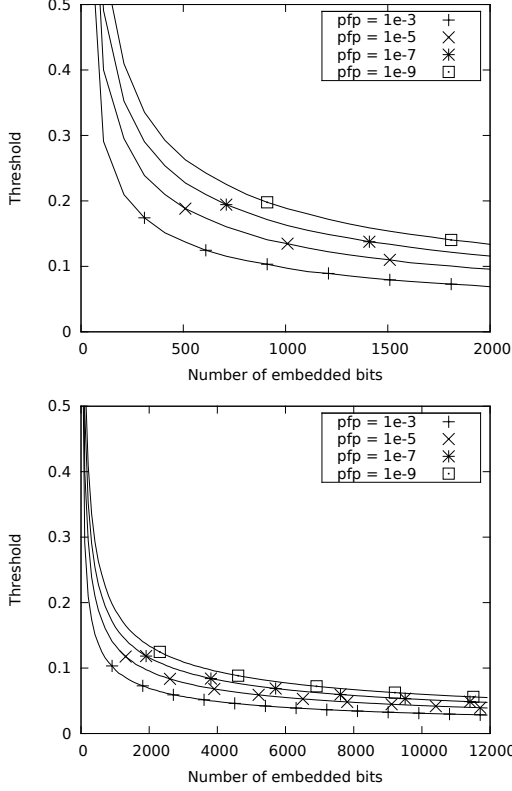 0.5
pfp = 1e-3
pfp = 1e-5
pfp = 1e-7
pfp = 1e-9
0.4
0.3
Threshold
0.2
0.1
0
0 500 1000 1500 2000
Number of embedded bits
0.5
pfp = 1e-3
pfp = 1e-5
pfp = 1e-7
pfp = 1e-9
0.4
0.3
Threshold
0.2
0.1
0
0 2000 4000 6000 8000 10000 12000
Number of embedded bits